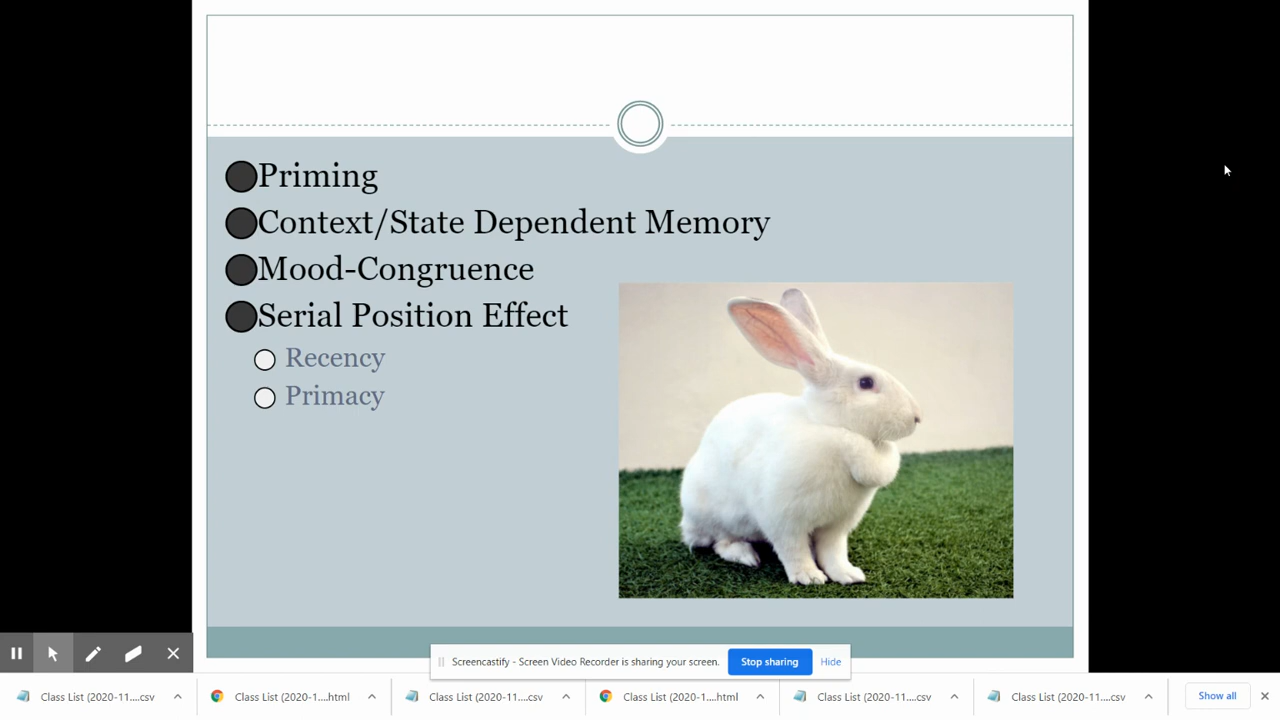 Priming
Context/State Dependent Memory
Mood-Congruence
Serial Position Effect
Recency
Primacy
Screencastify - Screen Video Recorder is sharing your screen.
Stop sharing
Hide
Class List (2020-11....csv
Class List (2020-1....html
Class List (2020-11....csv
Class List (2020-1....html
Class List (2020-11....csv
Class List (2020-11....csv
Show all